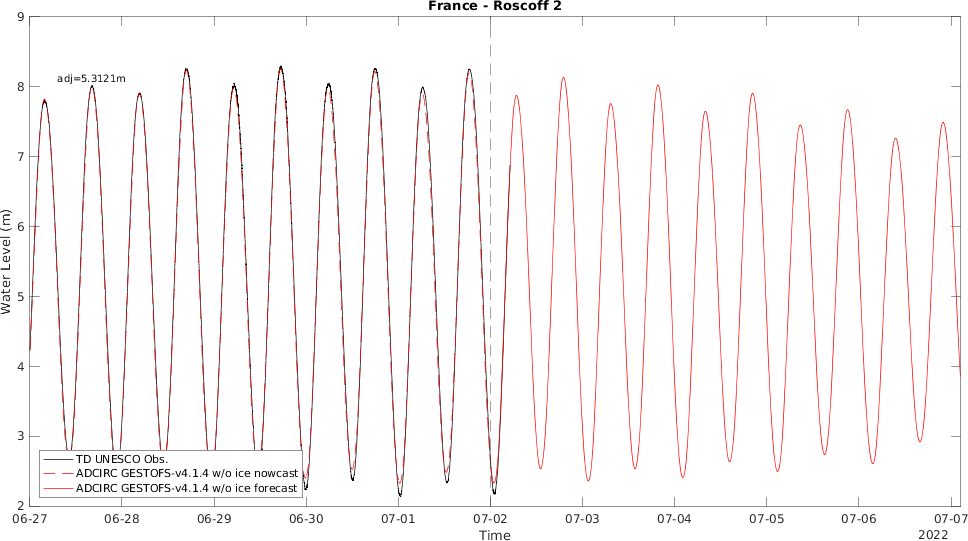 France - Roscoff 2
adj=5.3121m
9
8
7
6
5
4
3
2
Water Level (m)
TD UNESCO Obs.
ADCIRC GESTOFS-v4.1.4 w/o ice nowcast
ADCIRC GESTOFS-v4.1.4 w/o ice forecast
06-27 06-28 06-29 06-30 07-01 07-02 07-03 07-04 07-05 07-06 07-07
Time
2022